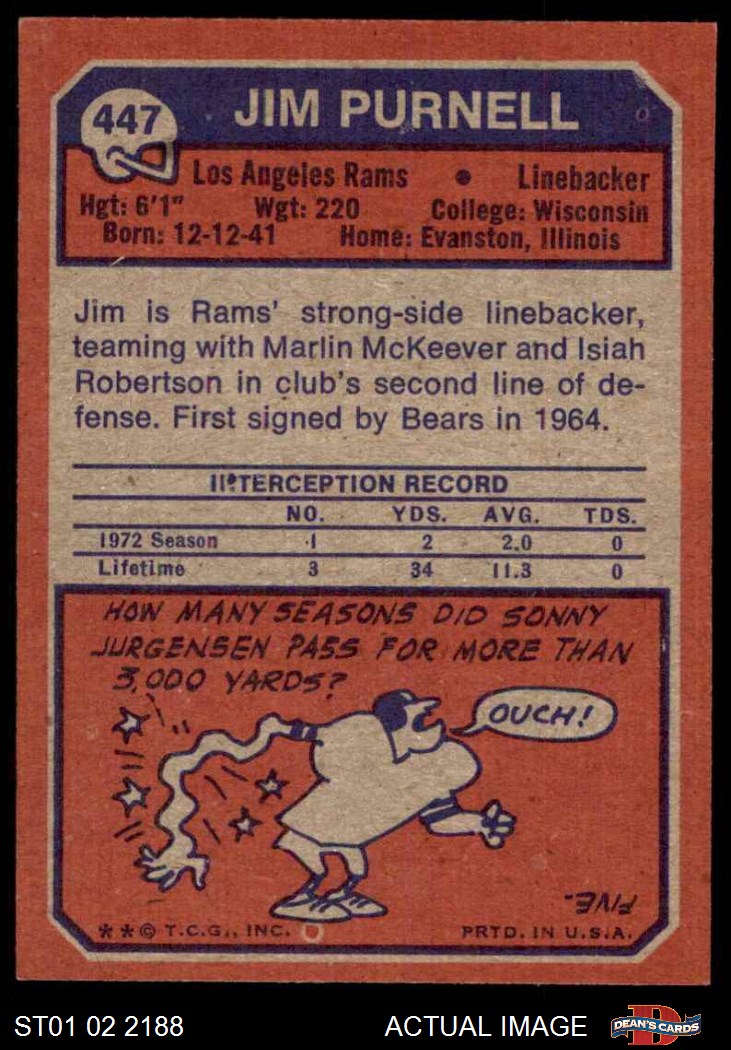 447
JIM PURNELL
Los Angeles Rams • Linebacker
Hgt: 6'1" Wgt: 220 College: Wisconsin
Born: 12-12-41 Home: Evanston, Illinois
Jim is Rams' strong-side linebacker,
teaming with Marlin McKeever and Isiah
Robertson in club's second line of de-
fense. First signed by Bears in 1964.
INTERCEPTION RECORD
NO. YDS. AVG. TDS.
1972 Season 1 2 2.0 0
Lifetime 3 34 11.3 0
HOW MANY SEASONS DID SONNY
JURGENSEN PASS FOR MORE THAN
3,000 YARDS?
OUCH!
FIVE.
**© T.C.G., INC. PRTD. IN U.S.A.
ST01 02 2188 ACTUAL IMAGE
D
DEAN'S CARDS